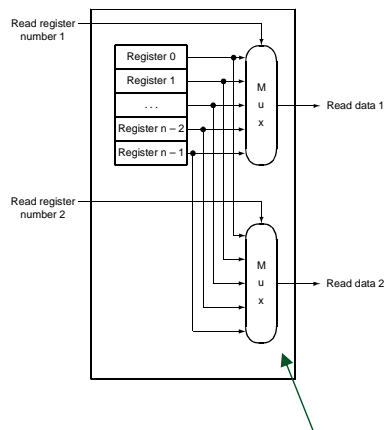 Read register
number 1
Register 0
Register 1
. . .
Register n – 2
Register n – 1
M
u
x
Read data 1
Read register
number 2
M
u
x
Read data 2